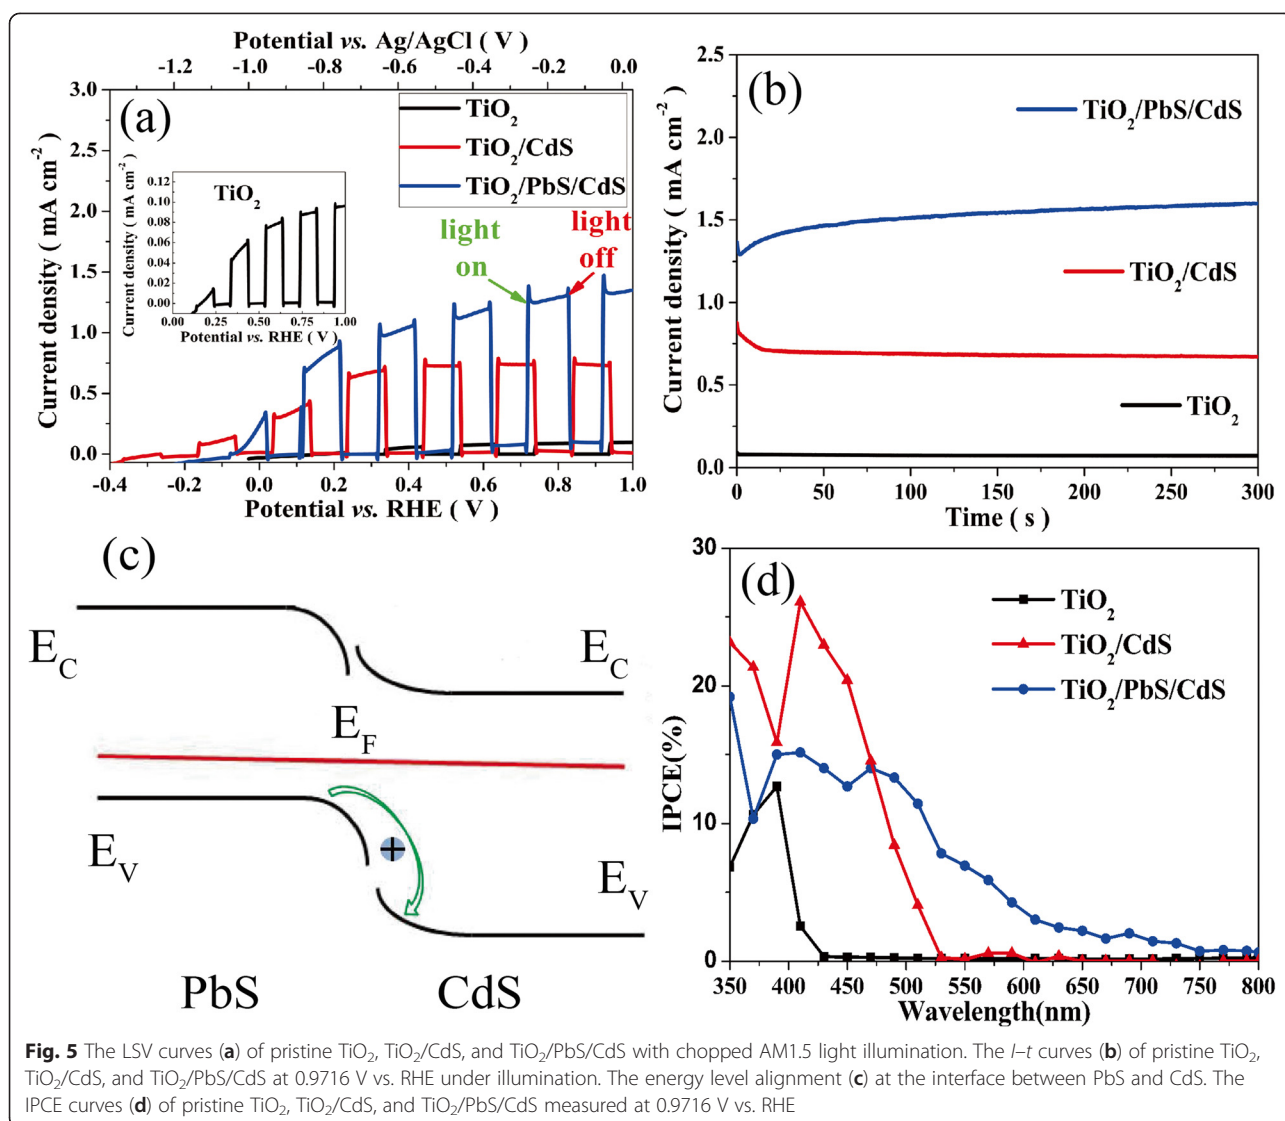 Potential vs. Ag/AgCl ( V )
-1.2 -1.0 -0.8 -0.6 -0.4 -0.2 0.0
(a)
TiO2
TiO2/CdS
TiO2/PbS/CdS
light on
light off
Current density ( mA cm-2 )
3.0
2.5
2.0
1.5
1.0
0.5
0.0
-0.4 -0.2 0.0 0.2 0.4 0.6 0.8 1.0
Potential vs. RHE ( V )
TiO2
Current density ( mA cm-2 )
0.12
0.10
0.08
0.06
0.04
0.02
0.00
0.00 0.25 0.50 0.75 1.00
Potential vs. RHE ( V )
(b)
TiO2/PbS/CdS
TiO2/CdS
TiO2
Current density ( mA cm-2 )
2.5
2.0
1.5
1.0
0.5
0.0
0 50 100 150 200 250 300
Time ( s )
(c)
EC EC
EF
EV EV
+
PbS CdS
(d)
TiO2
TiO2/CdS
TiO2/PbS/CdS
IPCE(%)
30
20
10
0
350 400 450 500 550 600 650 700 750 800
Wavelength(nm)
Fig. 5 The LSV curves (a) of pristine TiO2, TiO2/CdS, and TiO2/PbS/CdS with chopped AM1.5 light illumination. The I–t curves (b) of pristine TiO2,
TiO2/CdS, and TiO2/PbS/CdS at 0.9716 V vs. RHE under illumination. The energy level alignment (c) at the interface between PbS and CdS. The
IPCE curves (d) of pristine TiO2, TiO2/CdS, and TiO2/PbS/CdS measured at 0.9716 V vs. RHE